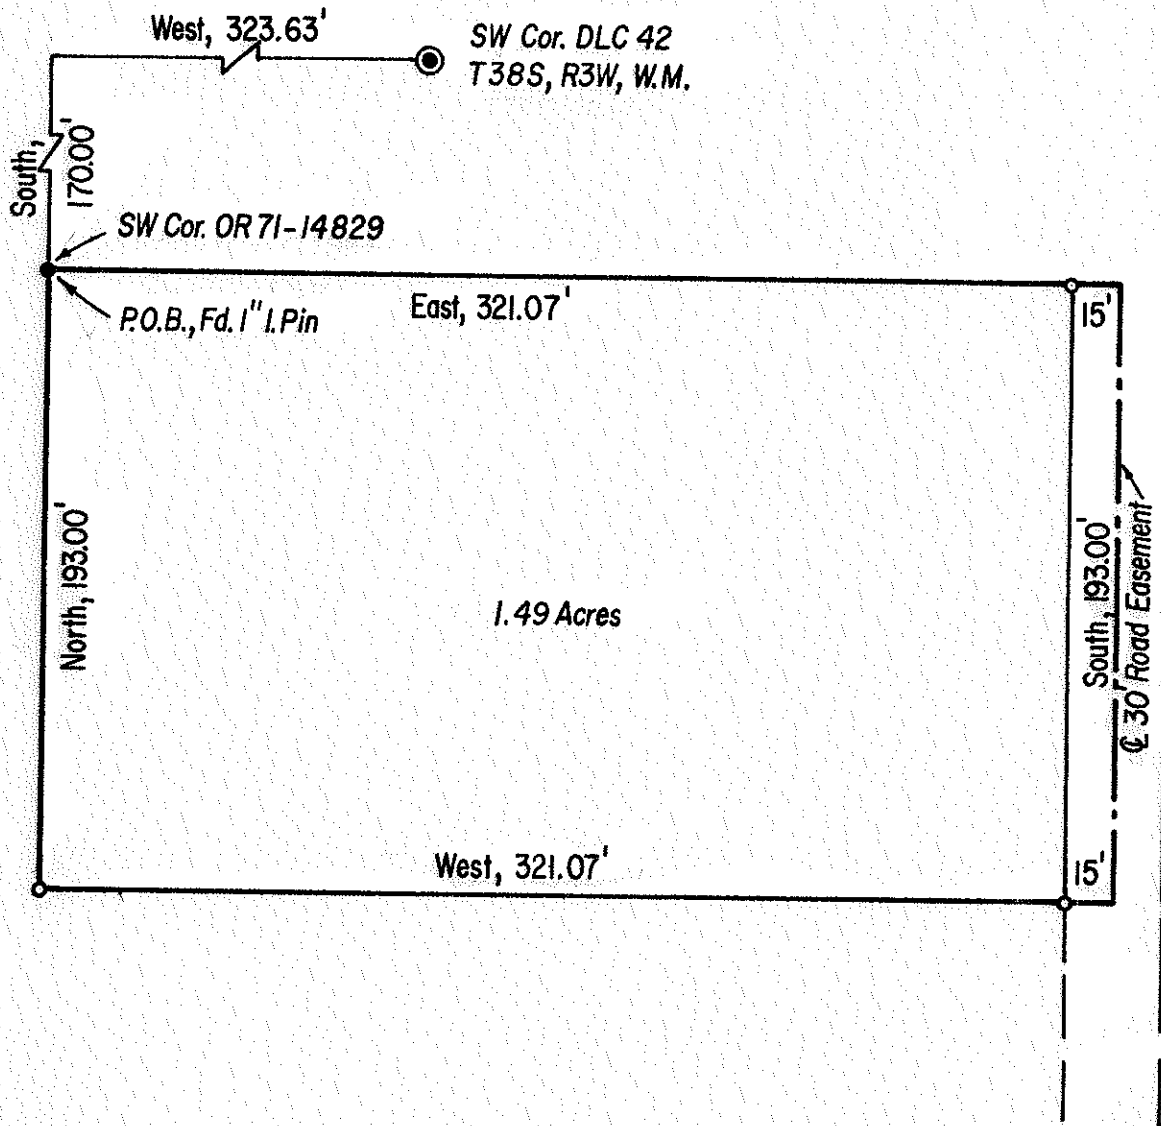 West, 323.63'
SW Cor. DLC 42
T38S, R3W, W.M.
South,
170.00'
SW Cor. OR 71-14829
P.O.B., Fd. 1" I. Pin
East, 321.07'
15'
North, 193.00'
1.49 Acres
South, 193.00'
℄ 30' Road Easement
West, 321.07'
15'